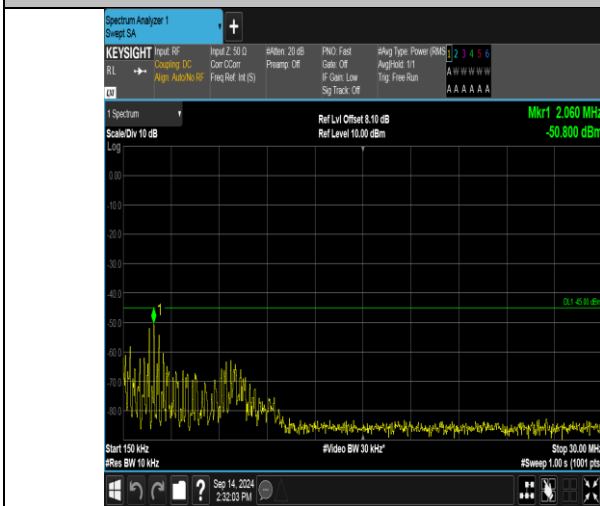 Spectrum Analyzer 1
Swept SA
KEYSIGHT Input: RF Input Z: 50 Ω #Atten: 20 dB PNO: Fast #Avg Type: Power (RMS 1 2 3 4 5 6
RL Coupling: DC Corr CCorr Preamp: Off Gate: Off Avg|Hold: 1/1 A W W W W W
Align: Auto/No RF Freq Ref: Int (S) IF Gain: Low Trig: Free Run
Sig Track: Off A A A A A A
1 Spectrum Ref Lvl Offset 8.10 dB Mkr1 2.060 MHz
Scale/Div 10 dB Ref Level 10.00 dBm -50.800 dBm
Log
0.00
-10.0
-20.0
-30.0
-40.0
DL1 -45.00 dBm
1
-50.0
-60.0
-70.0
-80.0
Start 150 kHz #Video BW 30 kHz* Stop 30.00 MHz
#Res BW 10 kHz #Sweep 1.00 s (1001 pts
? Sep 14, 2024
2:32:03 PM